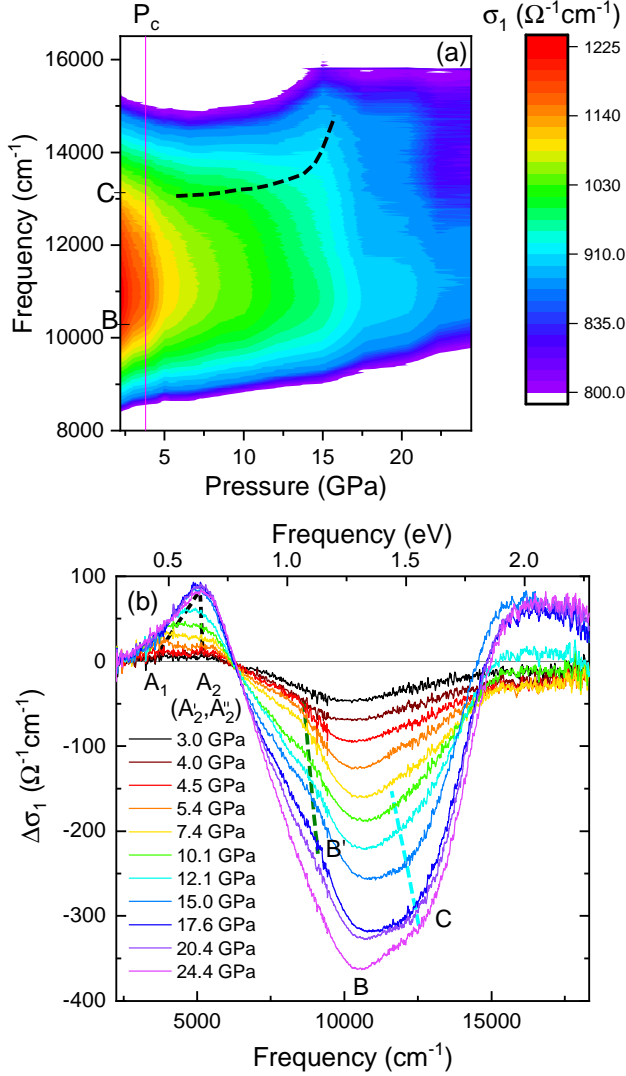 P_c
(a)
σ₁ (Ω⁻¹cm⁻¹)
16000
14000
C
12000
B
10000
8000
Frequency (cm⁻¹)
5
10
15
20
Pressure (GPa)
1225
1140
1030
910.0
835.0
800.0
Frequency (eV)
0.5
1.0
1.5
2.0
(b)
100
0
-100
-200
-300
-400
Δσ₁ (Ω⁻¹cm⁻¹)
A₁
A₂
(A'₂,A''₂)
3.0 GPa
4.0 GPa
4.5 GPa
5.4 GPa
7.4 GPa
10.1 GPa
12.1 GPa
15.0 GPa
17.6 GPa
20.4 GPa
24.4 GPa
B'
C
B
5000
10000
15000
Frequency (cm⁻¹)